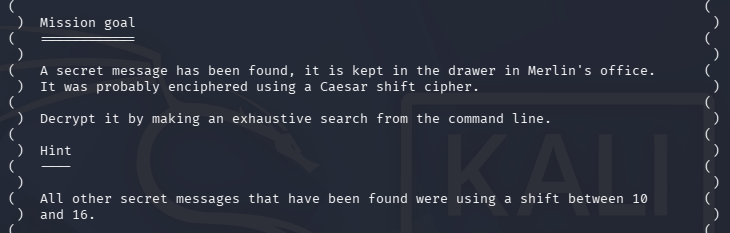 Mission goal
============
A secret message has been found, it is kept in the drawer in Merlin's office.
It was probably enciphered using a Caesar shift cipher.
Decrypt it by making an exhaustive search from the command line.
Hint
----
All other secret messages that have been found were using a shift between 10
and 16.
KALI